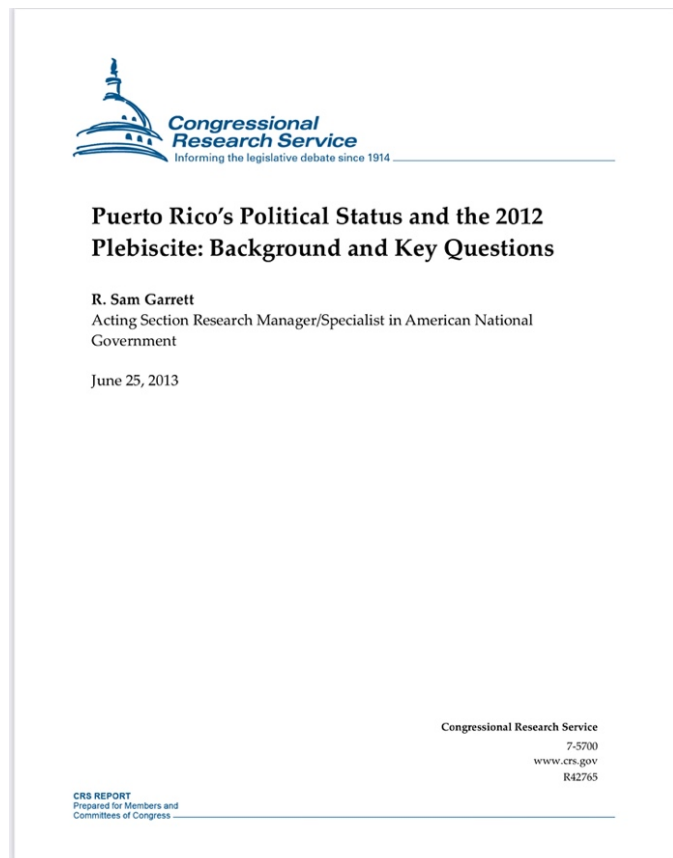 Congressional
Research Service
Informing the legislative debate since 1914
Puerto Rico’s Political Status and the 2012
Plebiscite: Background and Key Questions
R. Sam Garrett
Acting Section Research Manager/Specialist in American National
Government
June 25, 2013
Congressional Research Service
7-5700
www.crs.gov
R42765
CRS REPORT
Prepared for Members and
Committees of Congress